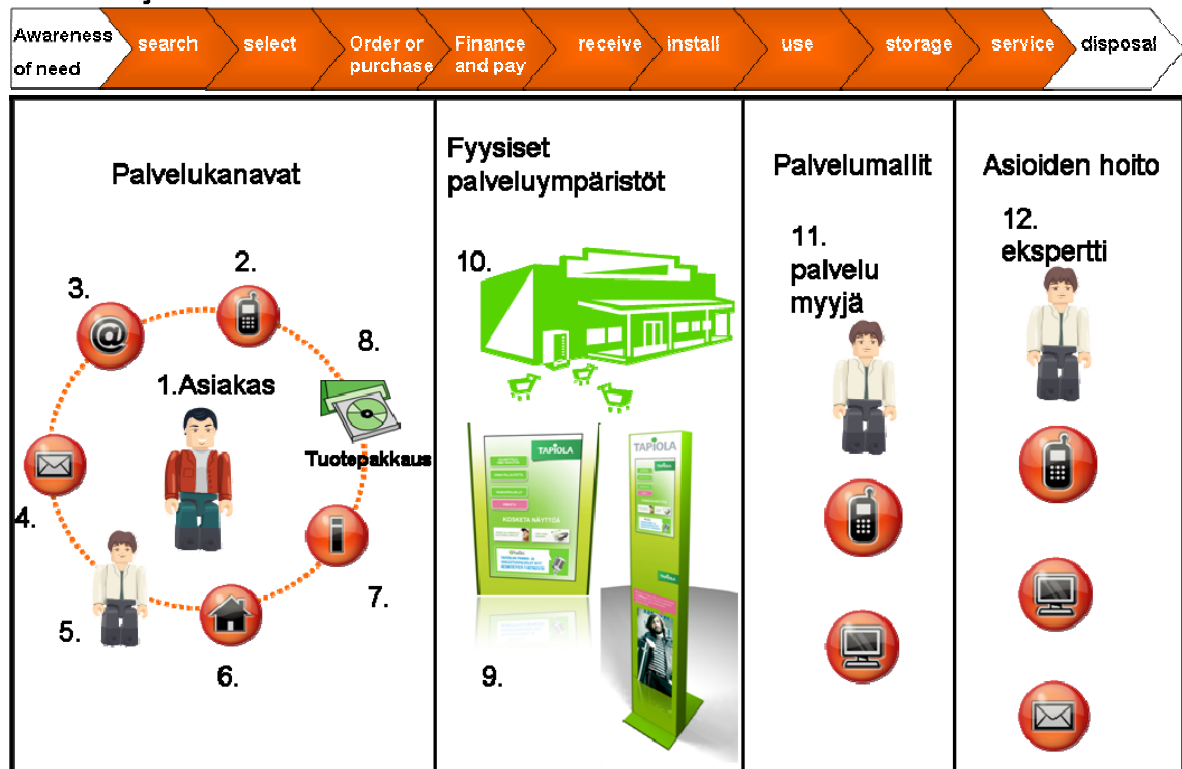 Awareness
of need
search
select
Order or
purchase
Finance
and pay
receive
install
use
storage
service
disposal
Palvelukanavat
Fyysiset
palveluympäristöt
Palvelumallit
Asioiden hoito
2.
3.
8.
1.Asiakas
Tuotepakkaus
4.
5.
6.
7.
10.
TAPIOLA
KOSKETA NÄYTTÖÄ
TAPIOLA
9.
11.
palvelu
myyjä
12.
ekspertti